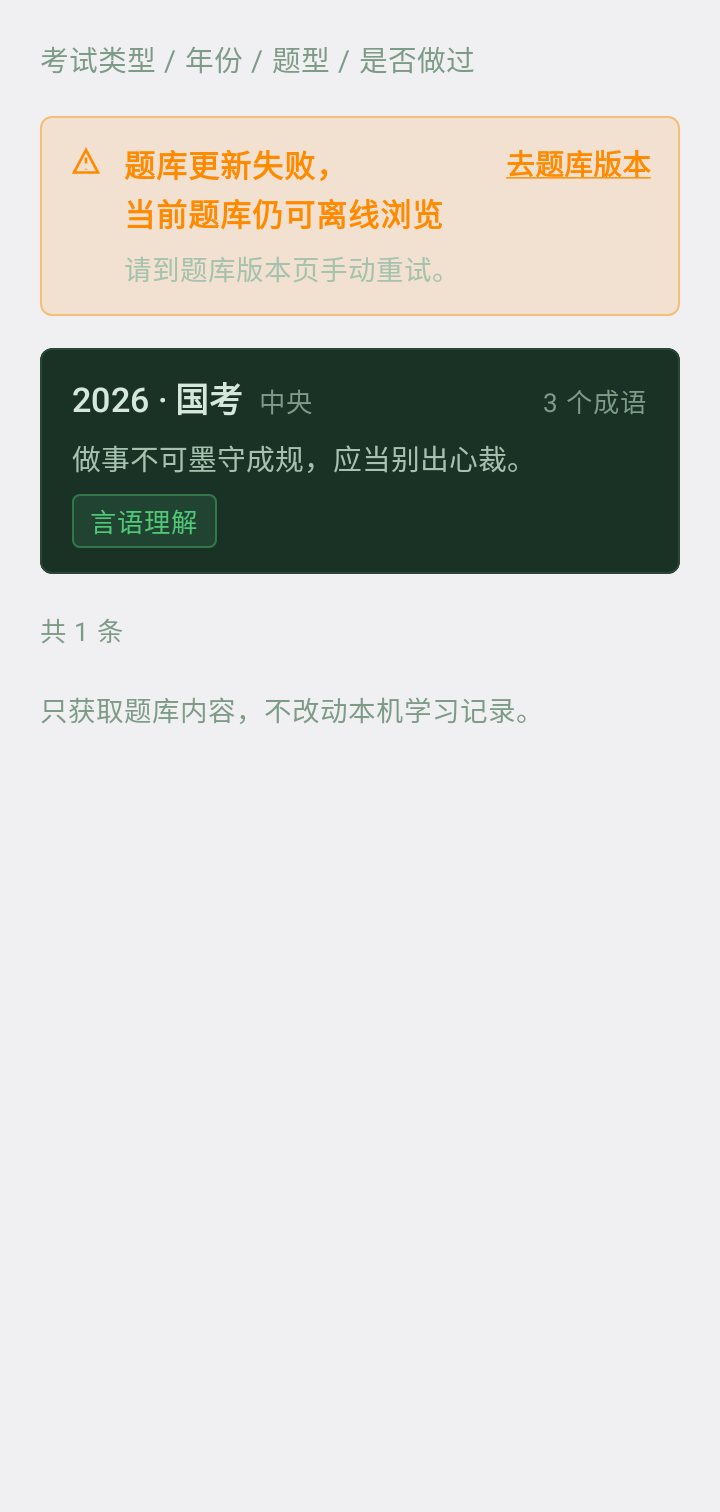 考试类型 / 年份 / 题型 / 是否做过
题库更新失败，
当前题库仍可离线浏览
去题库版本
请到题库版本页手动重试。
2026 · 国考 中央 3 个成语
做事不可墨守成规，应当别出心裁。
言语理解
共 1 条
只获取题库内容，不改动本机学习记录。